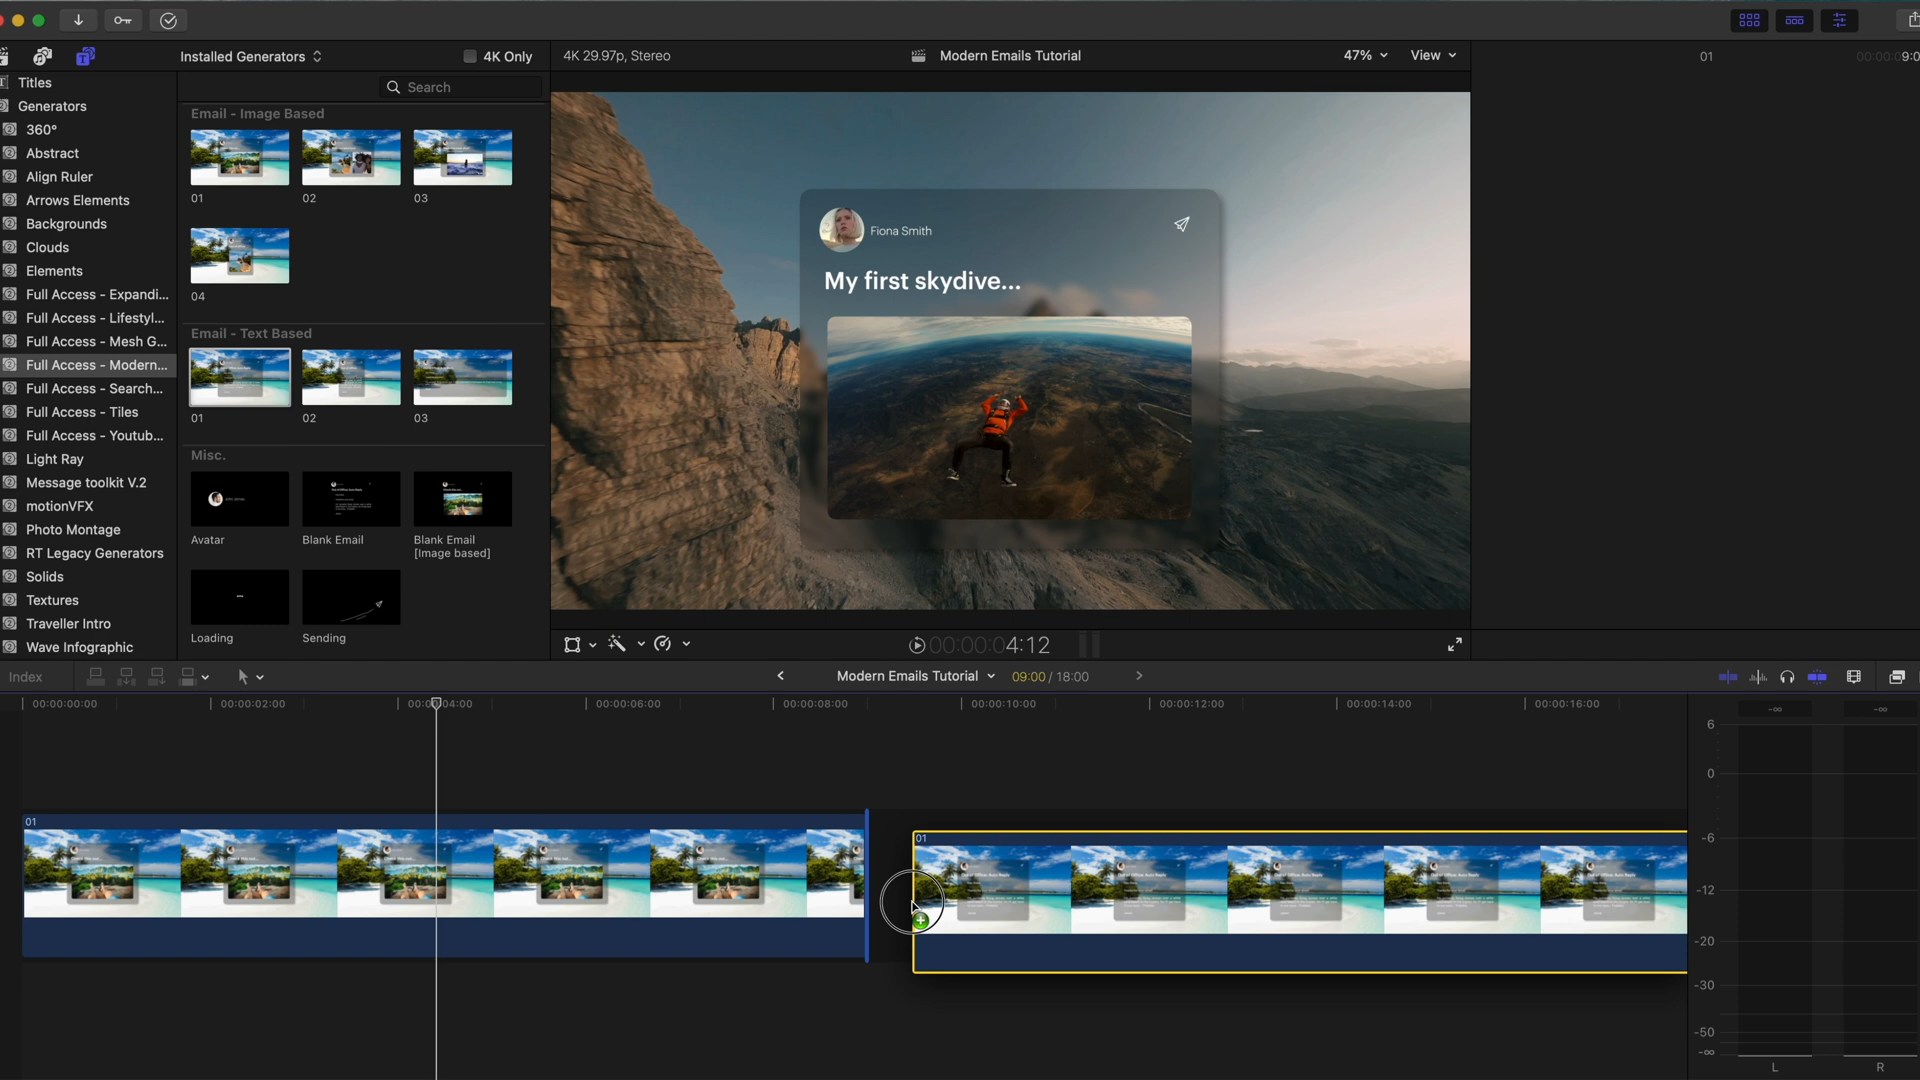 Installed Generators
4K Only
4K 29.97p, Stereo
Modern Emails Tutorial
47%
View
01
00:00:09:0
Titles
Generators
360°
Abstract
Align Ruler
Arrows Elements
Backgrounds
Clouds
Elements
Full Access - Expandi...
Full Access - Lifestyl...
Full Access - Mesh G...
Full Access - Modern...
Full Access - Search...
Full Access - Tiles
Full Access - Youtub...
Light Ray
Message toolkit V.2
motionVFX
Photo Montage
RT Legacy Generators
Solids
Textures
Traveller Intro
Wave Infographic
Search
Email - Image Based
01
02
03
04
Email - Text Based
01
02
03
Misc.
Avatar
Blank Email
Blank Email
[Image based]
Loading
Sending
Fiona Smith
My first skydive...
00:00:04:12
Index
Modern Emails Tutorial
09:00 / 18:00
00:00:00:00
00:00:02:00
00:00:04:00
00:00:06:00
00:00:08:00
00:00:10:00
00:00:12:00
00:00:14:00
00:00:16:00
01
01
-∞
-∞
6
0
-6
-12
-20
-30
-50
-∞
L
R